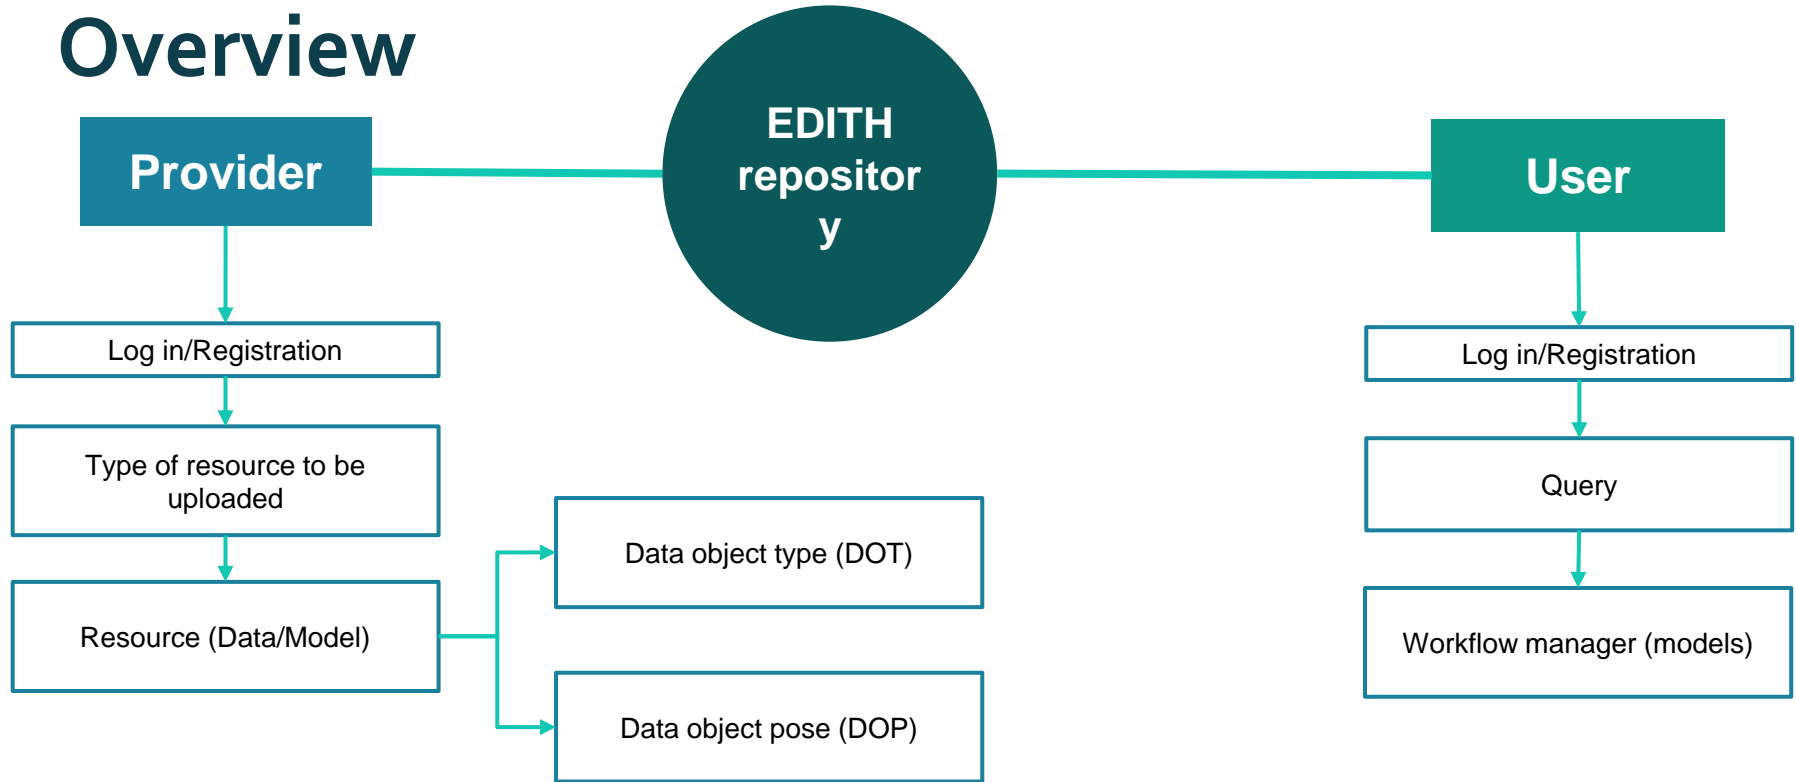 Overview
Provider
EDITH
repositor
y
User
Log in/Registration
Type of resource to be
uploaded
Resource (Data/Model)
Data object type (DOT)
Data object pose (DOP)
Log in/Registration
Query
Workflow manager (models)